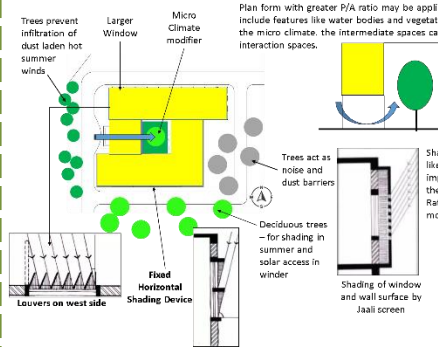 Trees prevent
infiltration of
dust laden hot
summer
winds
Larger
Window
Micro
Climate
modifier
Plan form with greater P/A ratio may be appli
include features like water bodies and vegetat
the micro climate. the intermediate spaces ca
interaction spaces.
Trees act as
noise and
dust barriers
Deciduous trees
– for shading in
summer and
solar access in
winder
Fixed
Horizontal
Shading Device
Louvers on west side
Sha
like
imp
the
Rat
mo
Shading of window
and wall surface by
Jaali screen